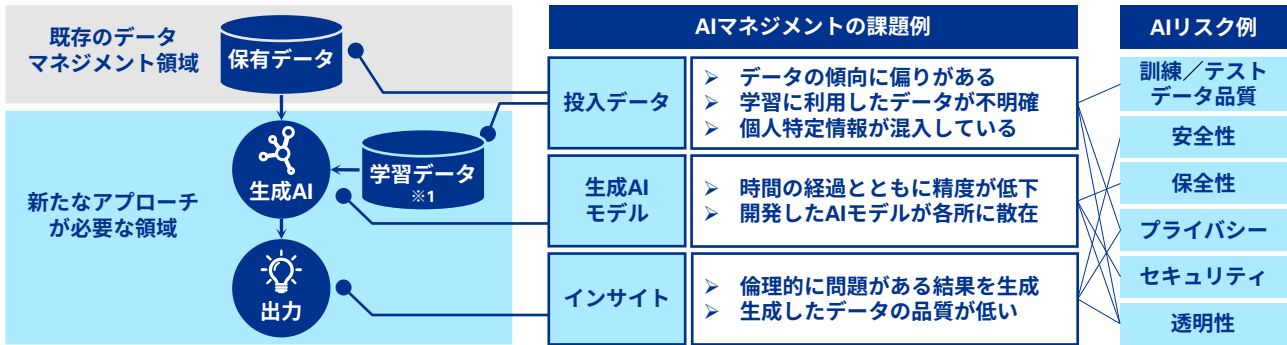 既存のデータ
マネジメント領域
保有データ
新たなアプローチ
が必要な領域
生成AI
学習データ
※1
出力
AIマネジメントの課題例
投入データ
➢ データの傾向に偏りがある
➢ 学習に利用したデータが不明確
➢ 個人特定情報が混入している
生成AI
モデル
➢ 時間の経過とともに精度が低下
➢ 開発したAIモデルが各所に散在
インサイト
➢ 倫理的に問題がある結果を生成
➢ 生成したデータの品質が低い
AIリスク例
訓練／テスト
データ品質
安全性
保全性
プライバシー
セキュリティ
透明性